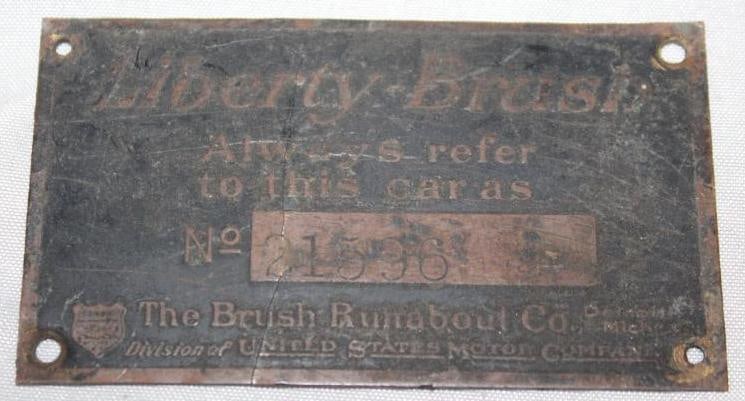 Liberty-Brush
Always refer
to this car as
Nº 21596
The Brush Runabout Co. Detroit Mich.
Division of UNITED STATES MOTOR COMPANY